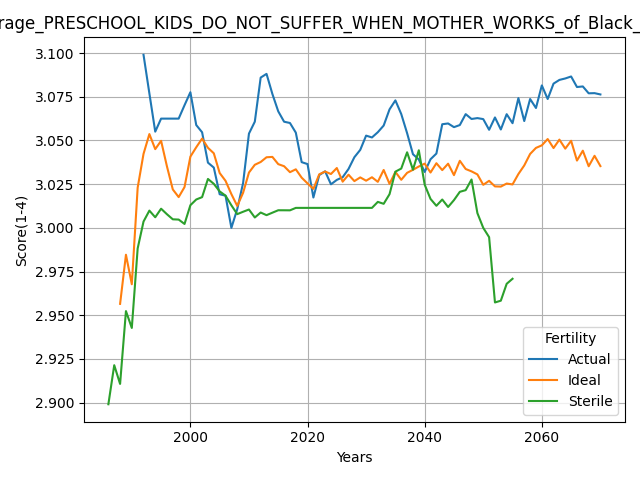 rage_PRESCHOOL_KIDS_DO_NOT_SUFFER_WHEN_MOTHER_WORKS_of_Black_
3.100
3.075
3.050
3.025
3.000
2.975
2.950
2.925
2.900
Score(1-4)
2000
2020
2040
2060
Years
Fertility
Actual
Ideal
Sterile